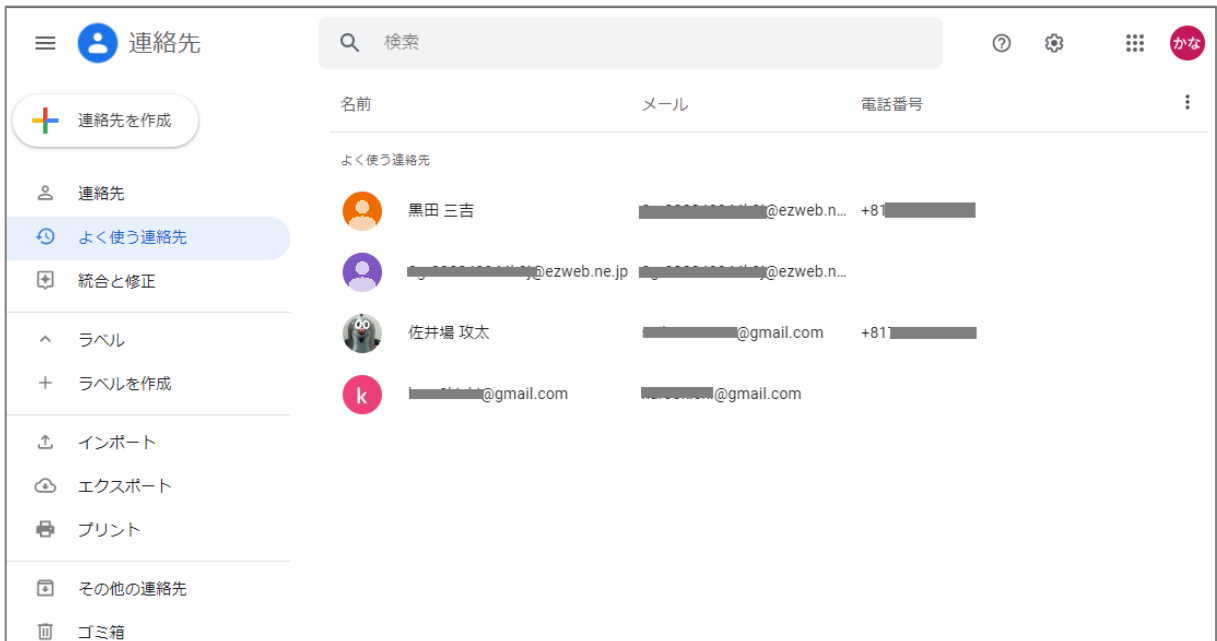 連絡先
検索
かな
連絡先を作成
連絡先
よく使う連絡先
統合と修正
ラベル
ラベルを作成
インポート
エクスポート
プリント
その他の連絡先
ゴミ箱
名前 メール 電話番号
よく使う連絡先
黒田 三吉 @ezweb.n... +81
@ezweb.ne.jp @ezweb.n...
佐井場 攻太 @gmail.com +81
k @gmail.com @gmail.com